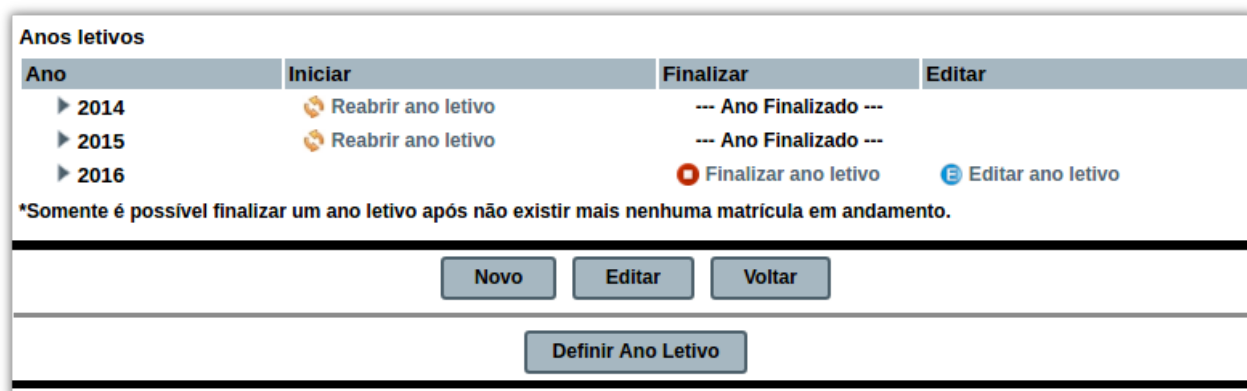 Anos letivos
Ano Iniciar Finalizar Editar
2014 Reabrir ano letivo --- Ano Finalizado ---
2015 Reabrir ano letivo --- Ano Finalizado ---
2016 Finalizar ano letivo E Editar ano letivo
*Somente é possível finalizar um ano letivo após não existir mais nenhuma matrícula em andamento.
Novo Editar Voltar
Definir Ano Letivo